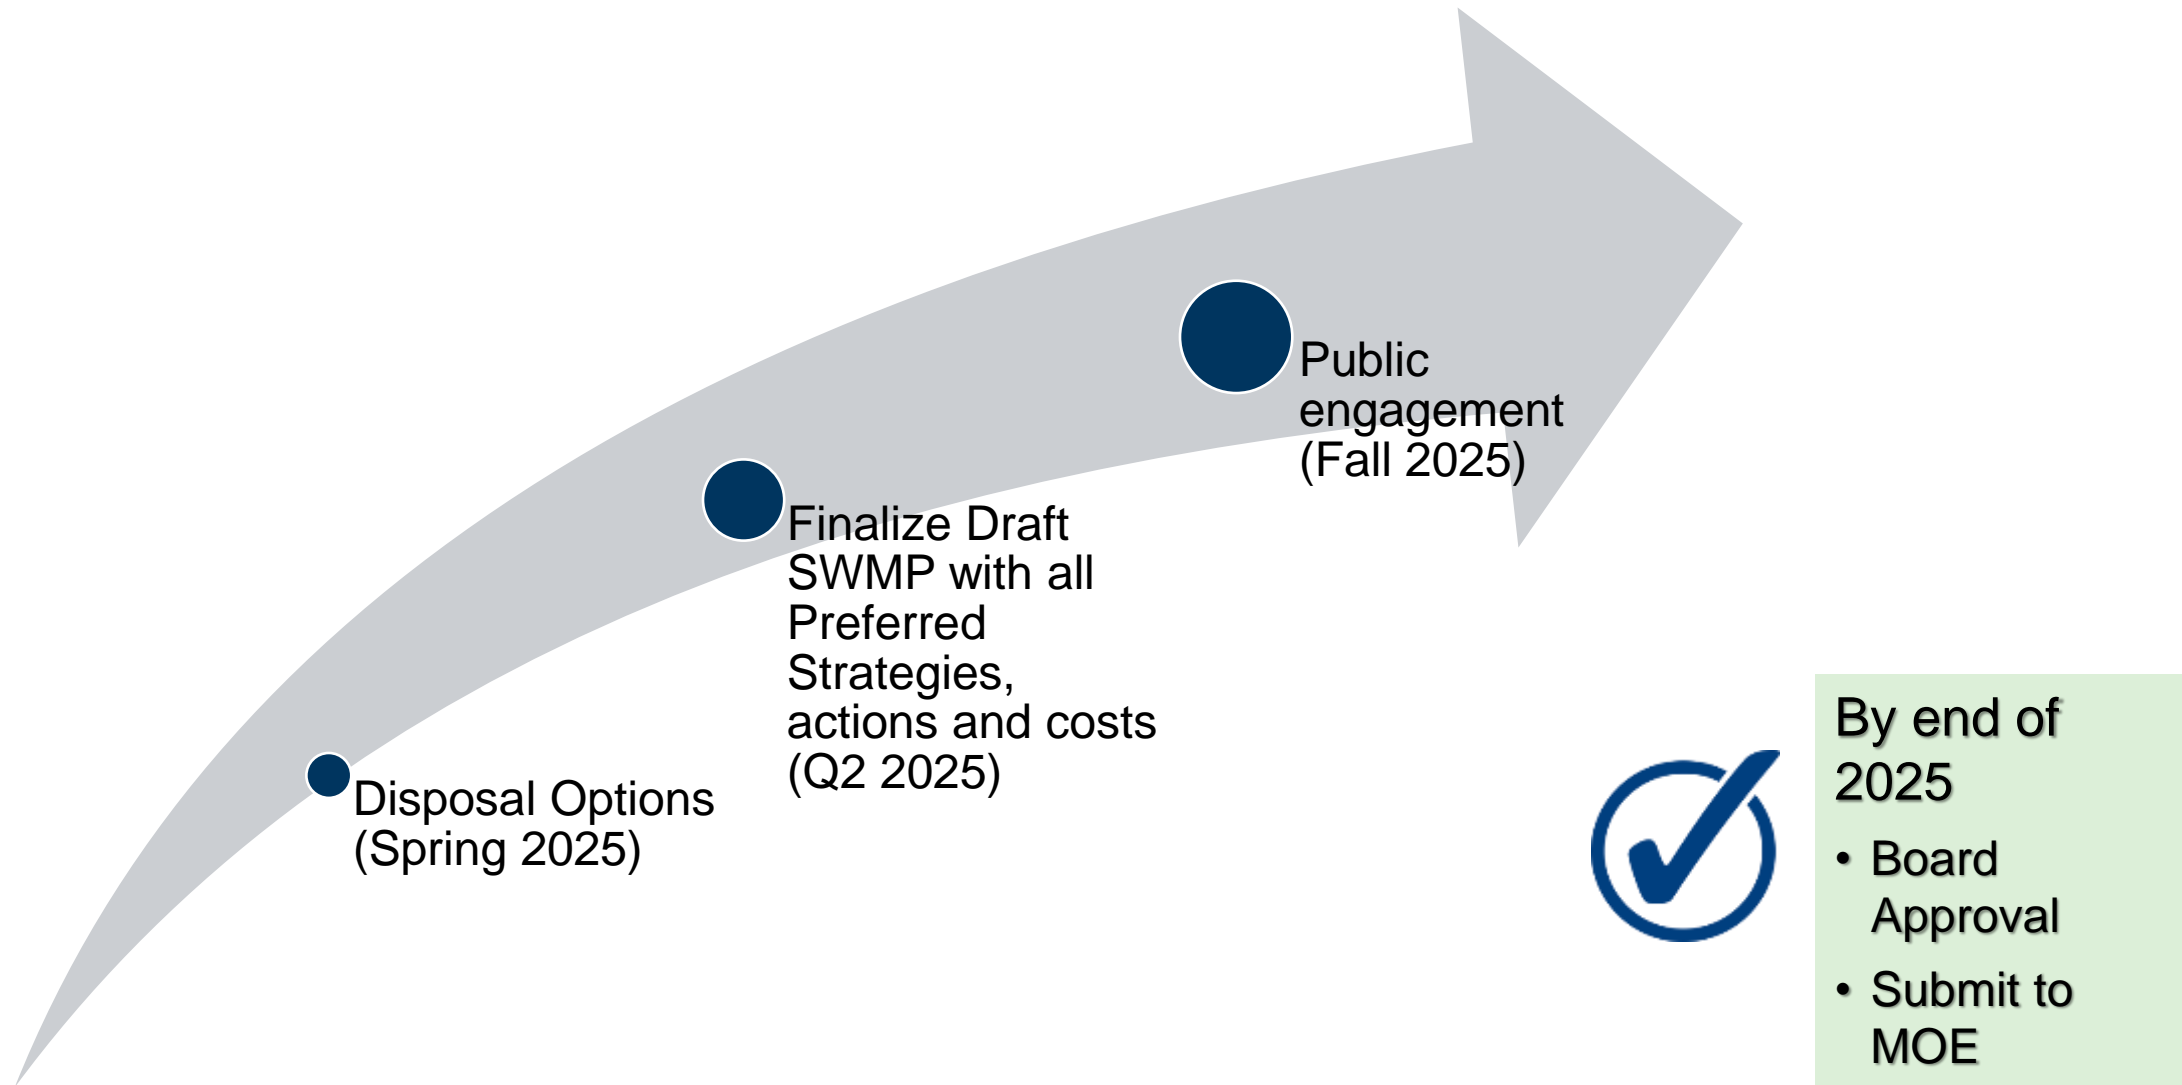 Disposal Options
(Spring 2025)
Finalize Draft
SWMP with all
Preferred
Strategies,
actions and costs
(Q2 2025)
Public
engagement
(Fall 2025)
By end of
2025
• Board
Approval
• Submit to
MOE